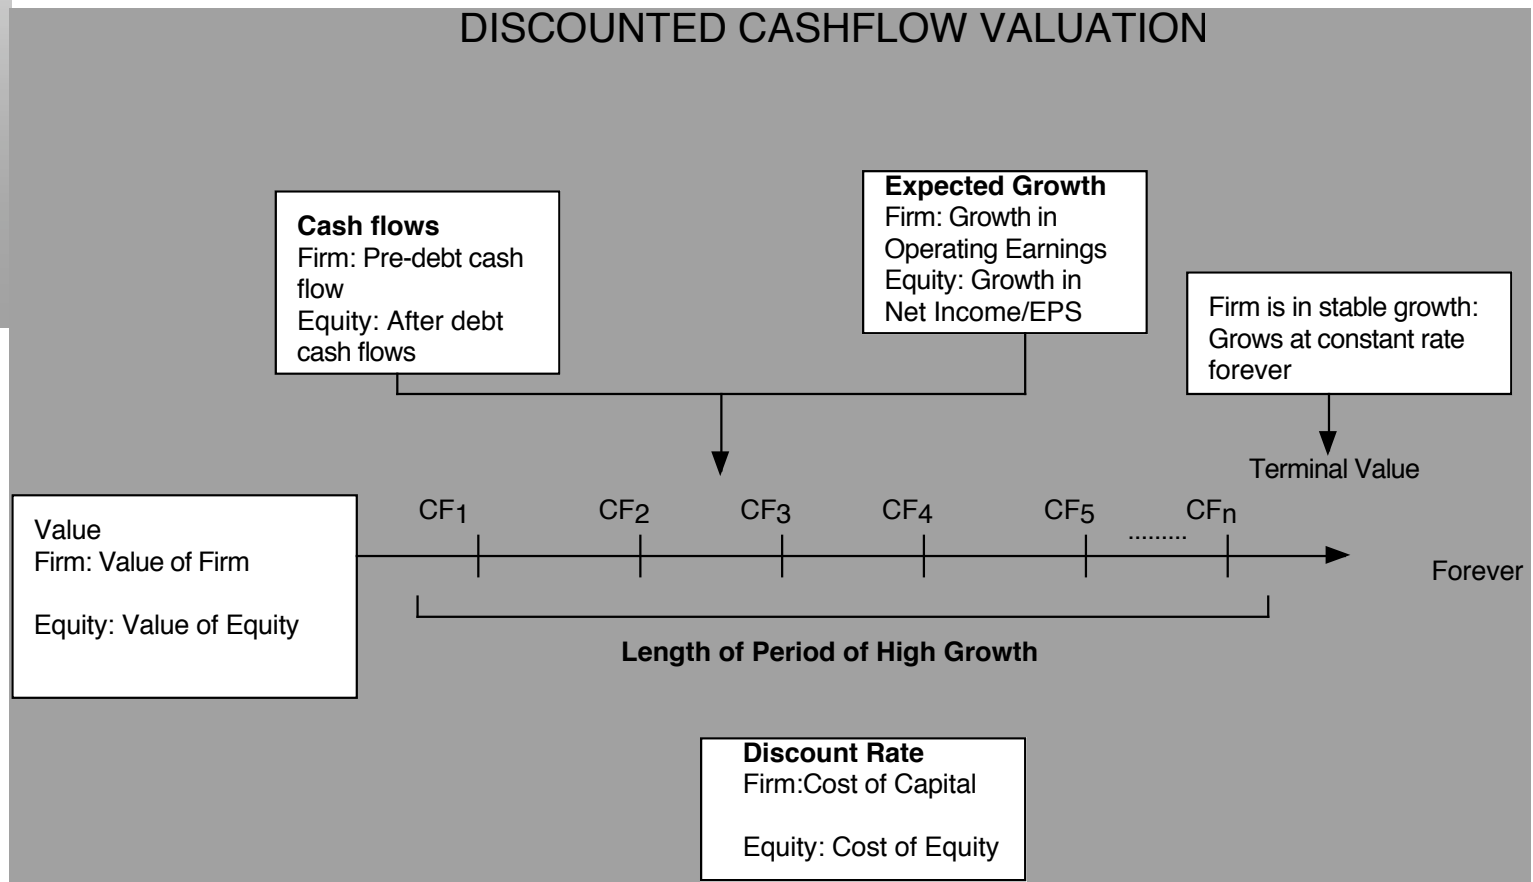 DISCOUNTED CASHFLOW VALUATION
Cash flows
Firm: Pre-debt cash
flow
Equity: After debt
cash flows
Expected Growth
Firm: Growth in
Operating Earnings
Equity: Growth in
Net Income/EPS
Firm is in stable growth:
Grows at constant rate
forever
Terminal Value
CF1 CF2 CF3 CF4 CF5 ......... CFn
Forever
Value
Firm: Value of Firm
Equity: Value of Equity
Length of Period of High Growth
Discount Rate
Firm:Cost of Capital
Equity: Cost of Equity